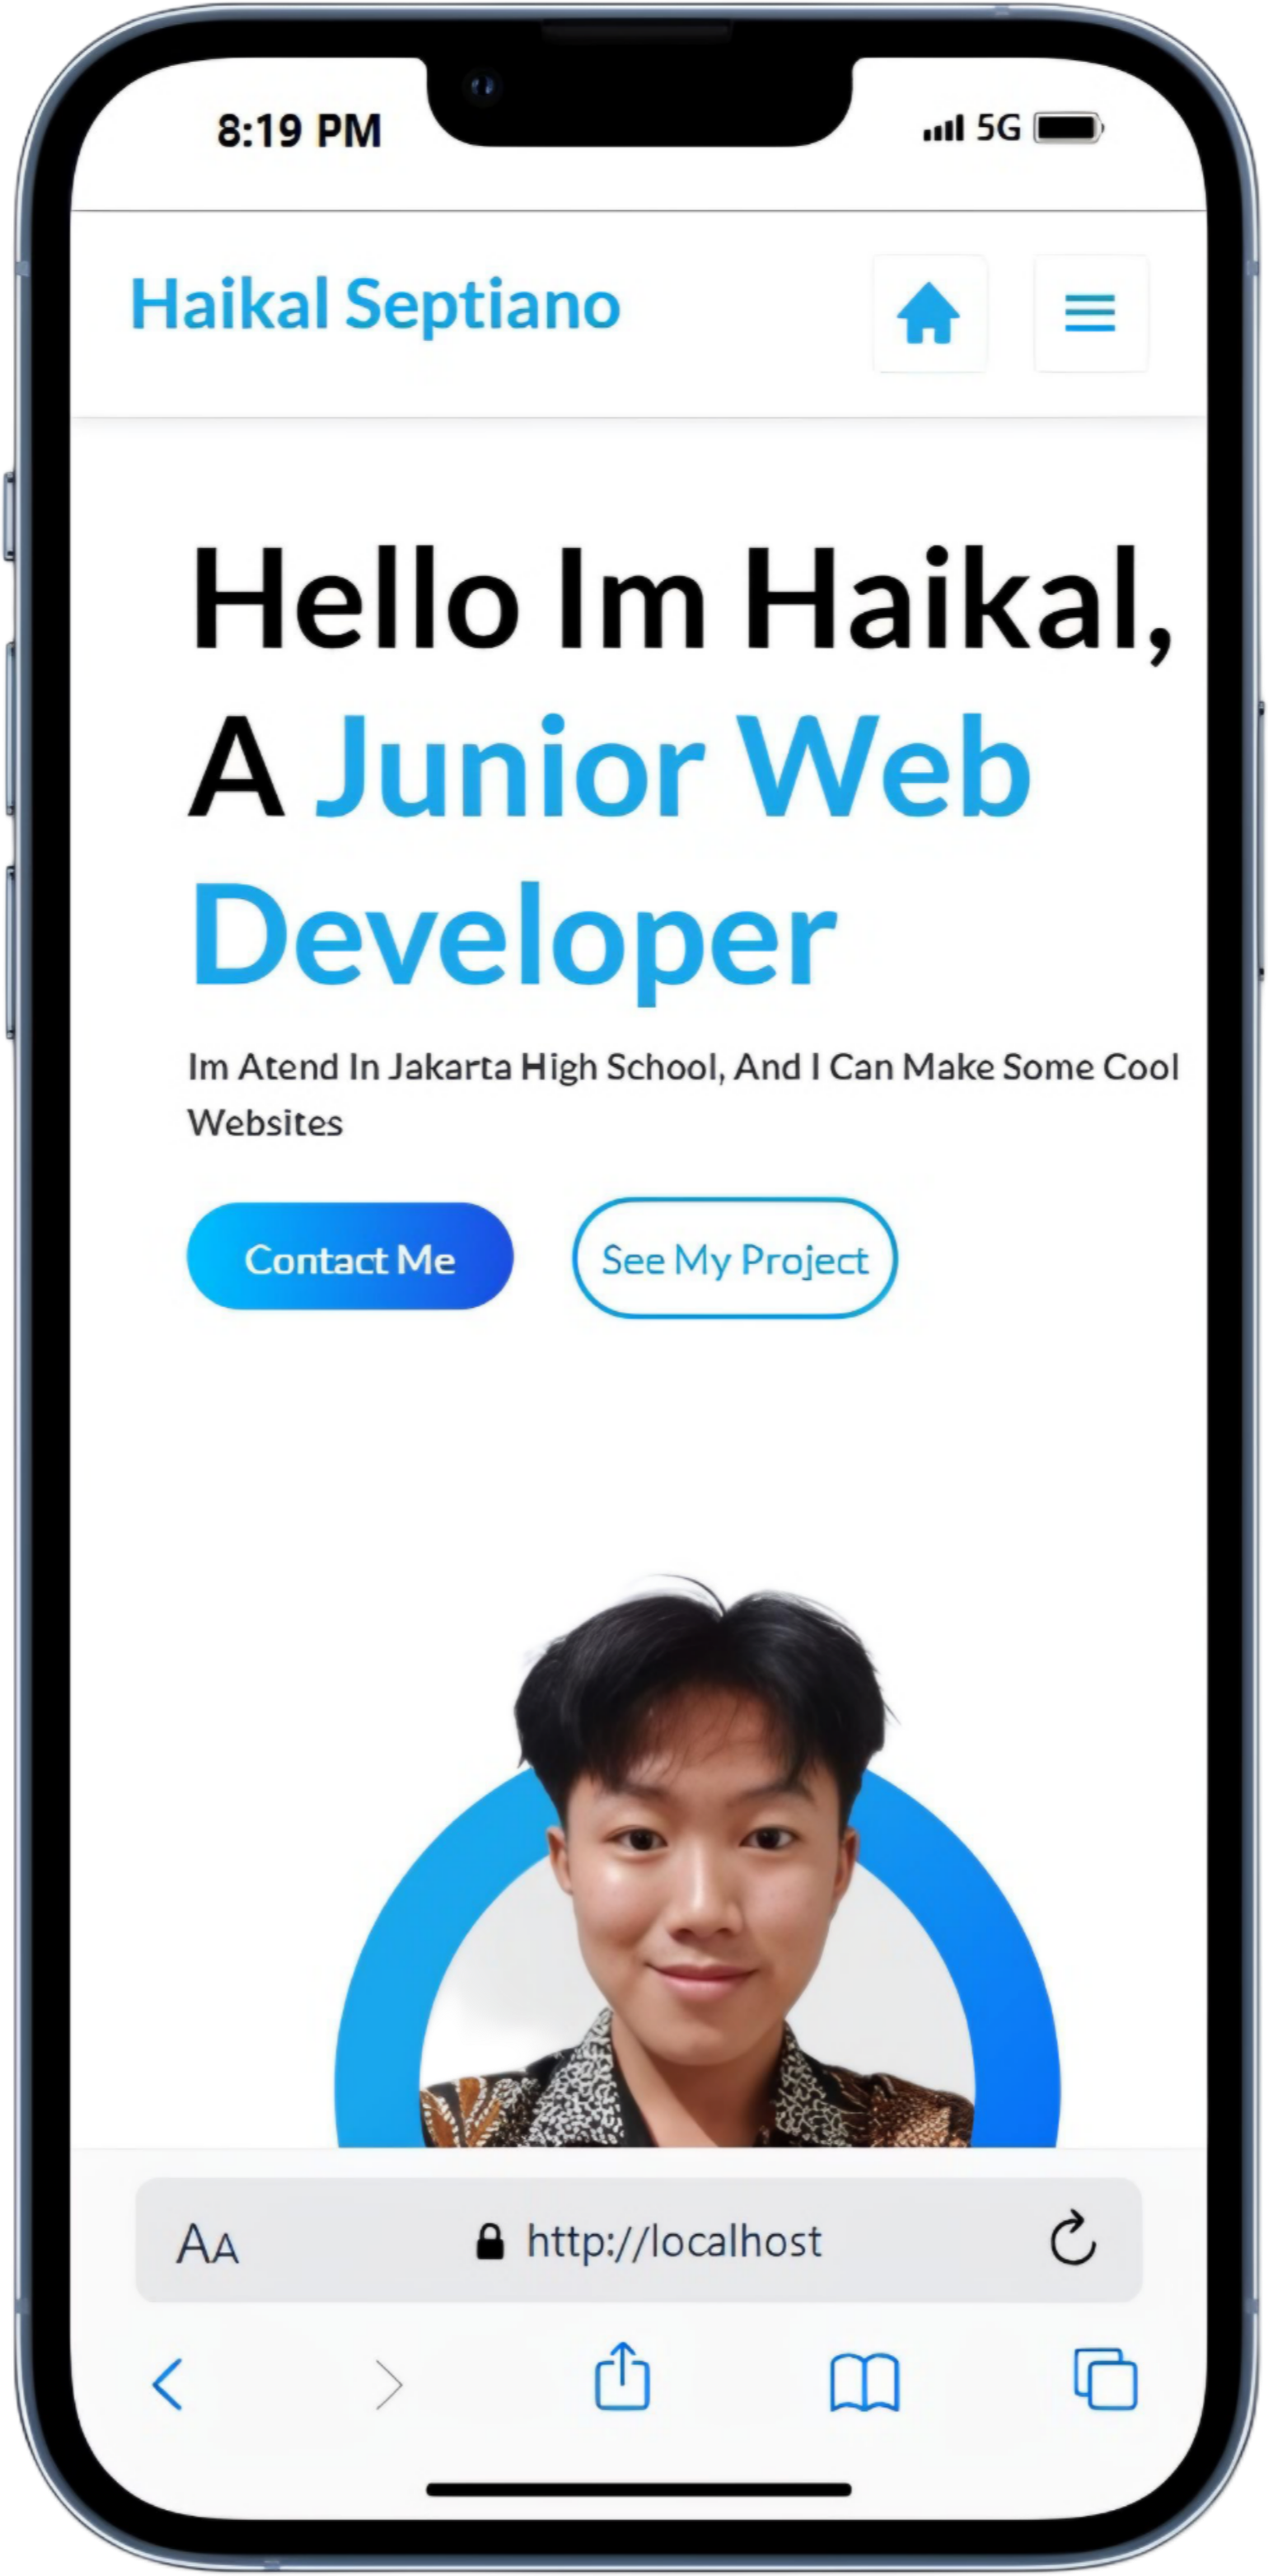 8:19 PM 5G
Haikal Septiano
Hello Im Haikal,
A Junior Web
Developer
Im Atend In Jakarta High School, And I Can Make Some Cool
Websites
Contact Me See My Project
AA http://localhost